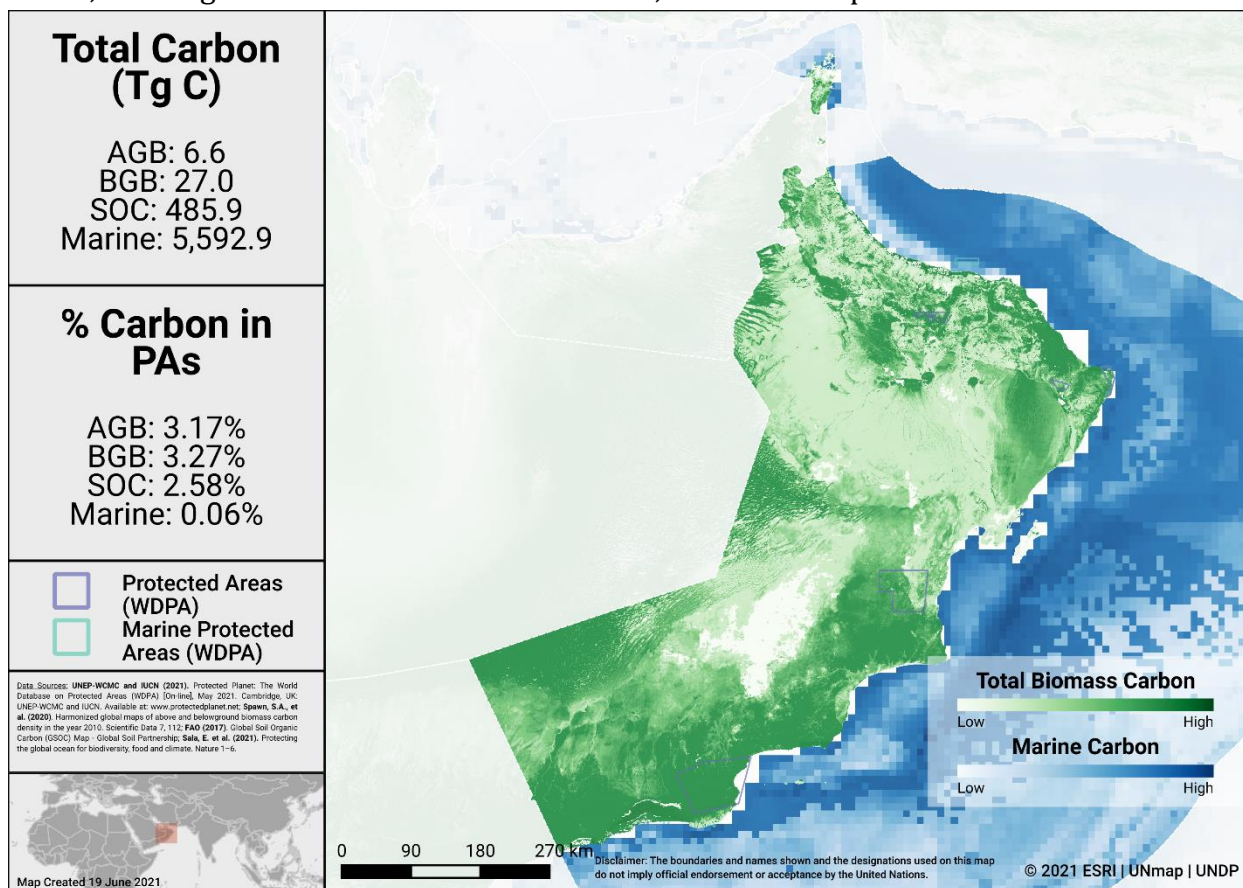 Total Carbon
(Tg C)
AGB: 6.6
BGB: 27.0
SOC: 485.9
Marine: 5,592.9
% Carbon in
PAs
AGB: 3.17%
BGB: 3.27%
SOC: 2.58%
Marine: 0.06%
Protected Areas
(WDPA)
Marine Protected
Areas (WDPA)
Data Sources: UNEP-WCMC and IUCN (2021). Protected Planet: The World
Database on Protected Areas (WDPA) [On-line], May 2021. Cambridge, UK:
UNEP-WCMC and IUCN. Available at: www.protectedplanet.net; Spawn, S.A., et
al. (2020). Harmonized global maps of above and belowground biomass carbon
density in the year 2010. Scientific Data 7, 112; FAO (2017). Global Soil Organic
Carbon (GSOC) Map - Global Soil Partnership; Sala, E. et al. (2021). Protecting
the global ocean for biodiversity, food and climate. Nature 1–6.
Map Created 19 June 2021
Total Biomass Carbon
Low High
Marine Carbon
Low High
0 90 180 270 km
Disclaimer: The boundaries and names shown and the designations used on this map
do not imply official endorsement or acceptance by the United Nations.
© 2021 ESRI | UNmap | UNDP